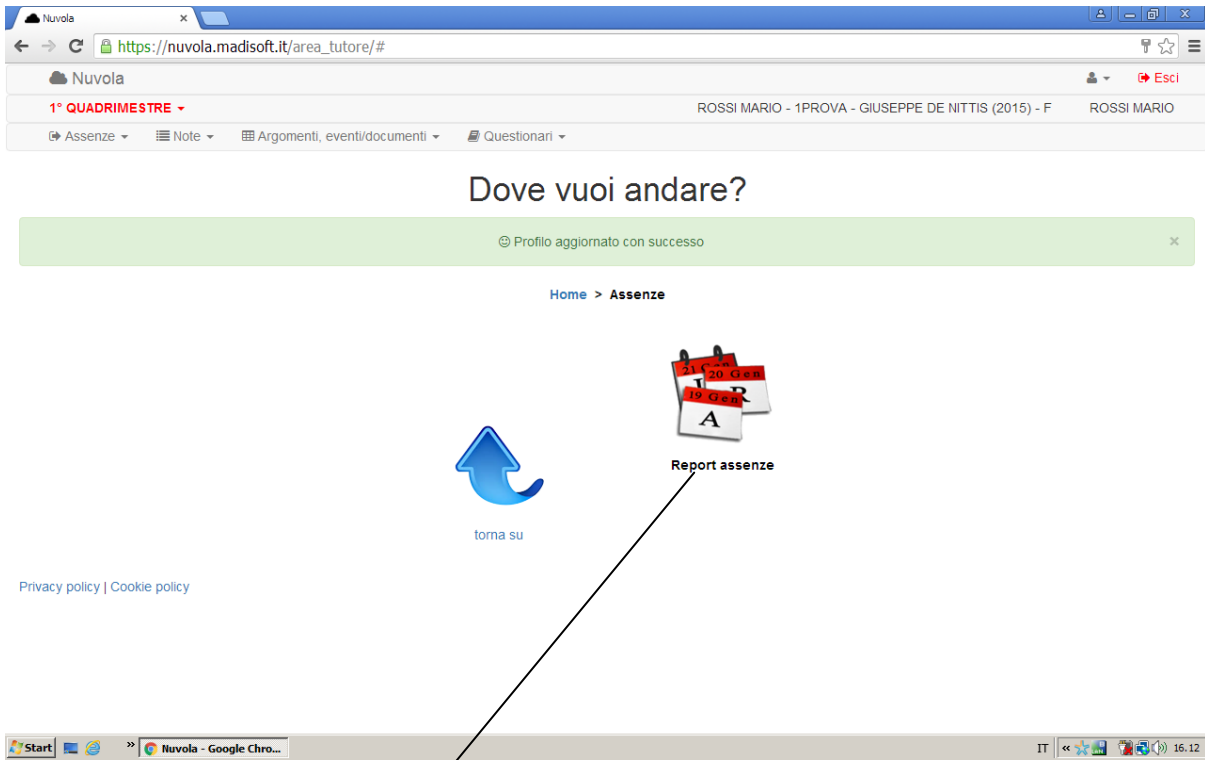 Nuvola
https://nuvola.madisoft.it/area_tutore/#
Nuvola
Esci
1° QUADRIMESTRE
ROSSI MARIO - 1PROVA - GIUSEPPE DE NITTIS (2015) - F
ROSSI MARIO
Assenze
Note
Argomenti, eventi/documenti
Questionari
Dove vuoi andare?
Profilo aggiornato con successo
Home > Assenze
21 Gen
20 Gen
R
19 Gen
A
Report assenze
torna su
Privacy policy | Cookie policy
Start
Nuvola - Google Chro...
IT
16.12